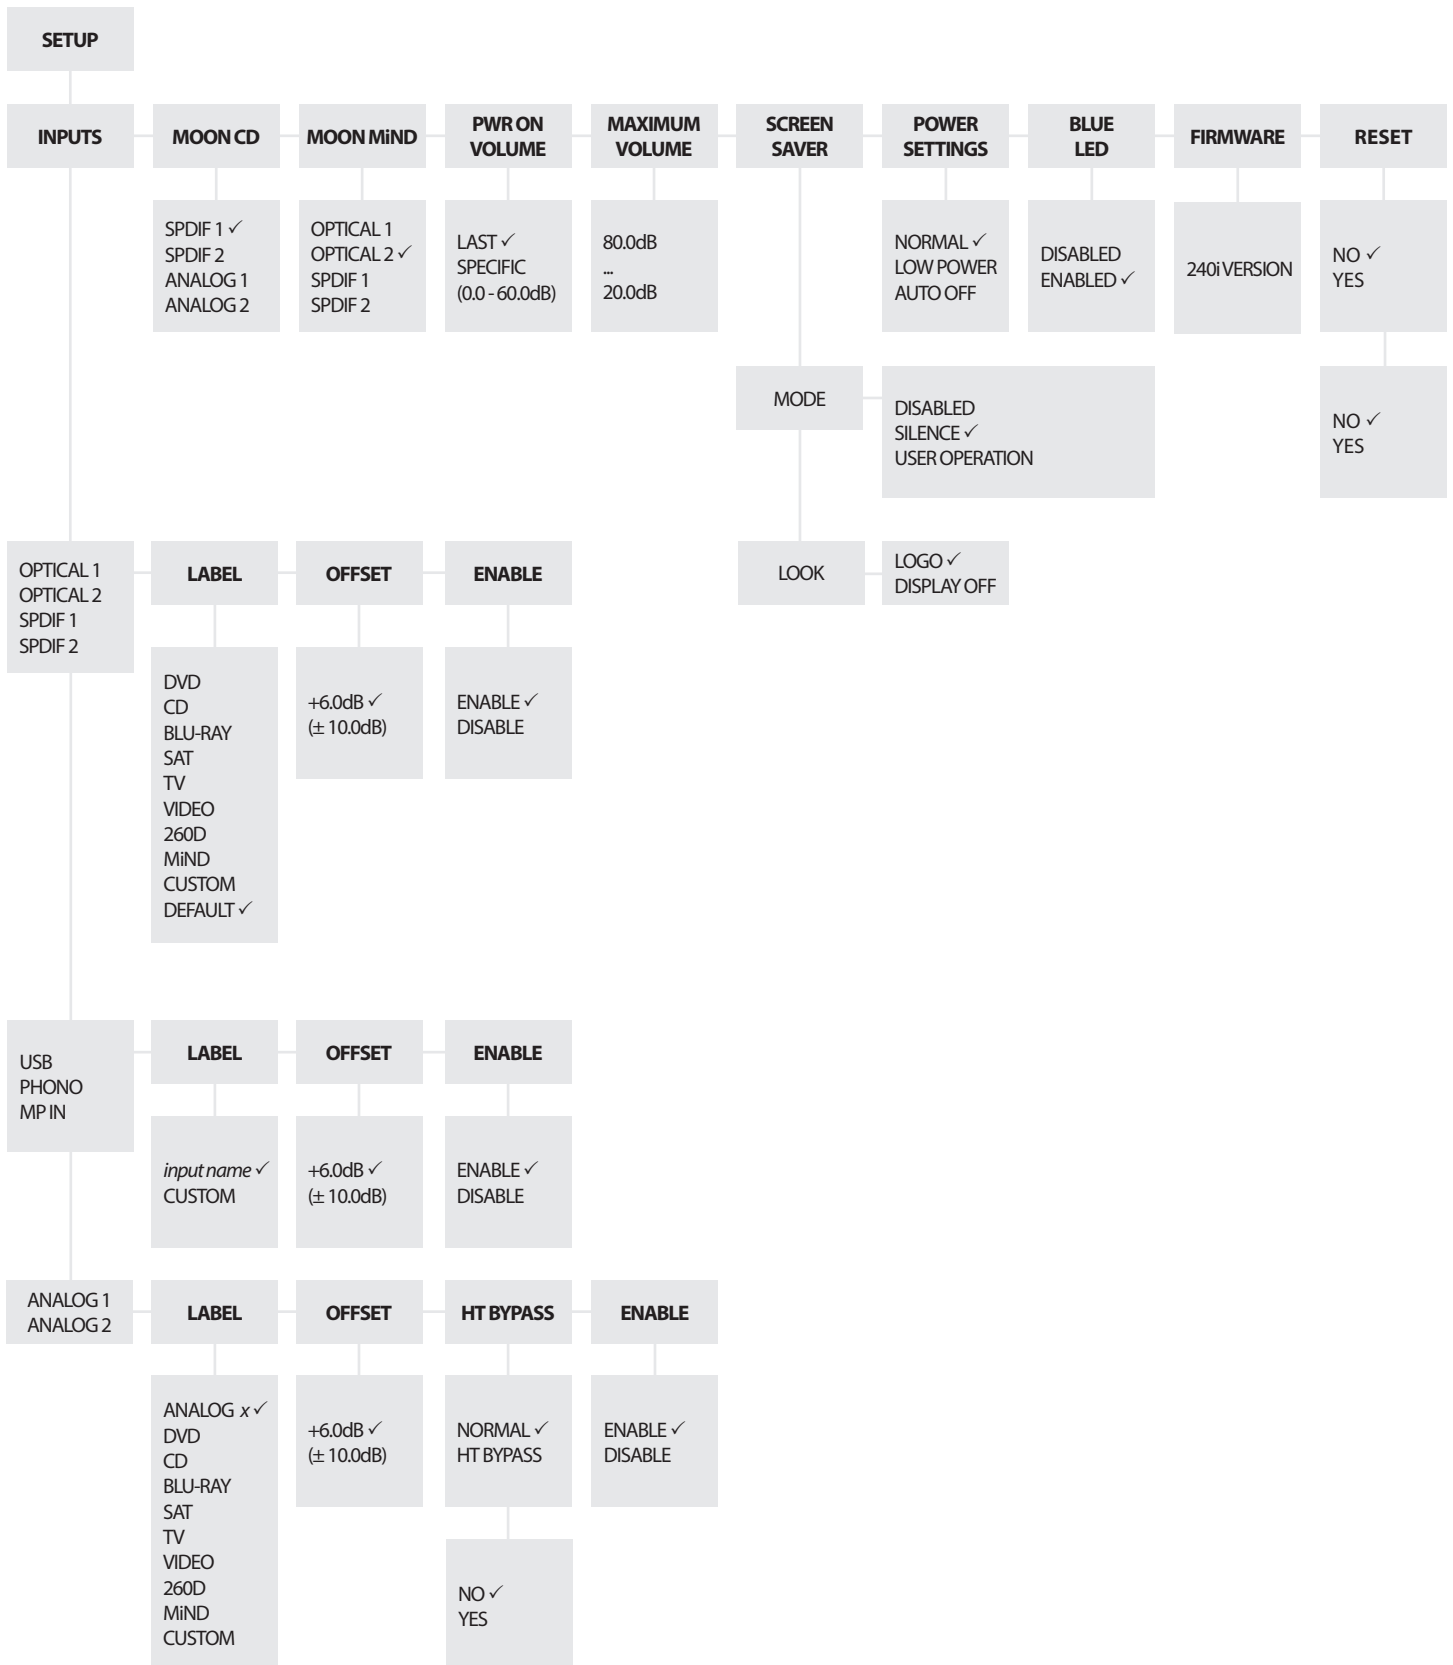 SETUP
INPUTS
MOON CD
MOON MiND
PWR ON
VOLUME
MAXIMUM
VOLUME
SCREEN
SAVER
POWER
SETTINGS
BLUE
LED
FIRMWARE
RESET
SPDIF 1 ✓
SPDIF 2
ANALOG 1
ANALOG 2
OPTICAL 1
OPTICAL 2 ✓
SPDIF 1
SPDIF 2
LAST ✓
SPECIFIC
(0.0 - 60.0dB)
80.0dB
...
20.0dB
NORMAL ✓
LOW POWER
AUTO OFF
DISABLED
ENABLED ✓
240i VERSION
NO ✓
YES
MODE
DISABLED
SILENCE ✓
USER OPERATION
NO ✓
YES
OPTICAL 1
OPTICAL 2
SPDIF 1
SPDIF 2
LABEL
OFFSET
ENABLE
LOOK
LOGO ✓
DISPLAY OFF
DVD
CD
BLU-RAY
SAT
TV
VIDEO
260D
MiND
CUSTOM
DEFAULT ✓
+6.0dB ✓
(± 10.0dB)
ENABLE ✓
DISABLE
USB
PHONO
MP IN
LABEL
OFFSET
ENABLE
input name ✓
CUSTOM
+6.0dB ✓
(± 10.0dB)
ENABLE ✓
DISABLE
ANALOG 1
ANALOG 2
LABEL
OFFSET
HT BYPASS
ENABLE
ANALOG x ✓
DVD
CD
BLU-RAY
SAT
TV
VIDEO
260D
MiND
CUSTOM
+6.0dB ✓
(± 10.0dB)
NORMAL ✓
HT BYPASS
ENABLE ✓
DISABLE
NO ✓
YES